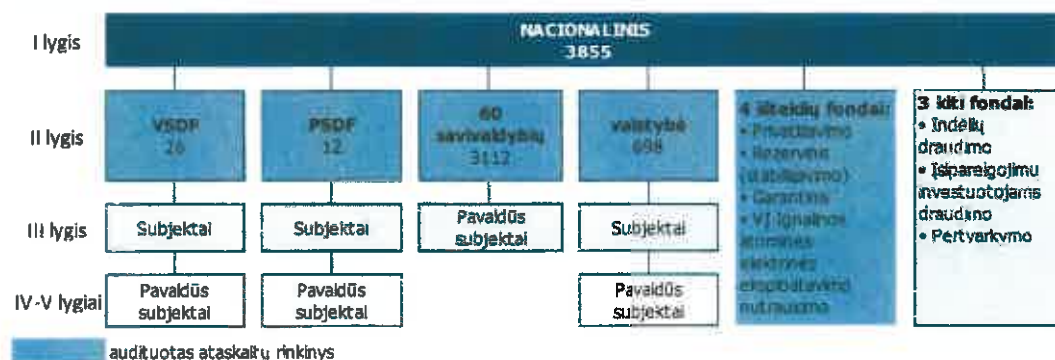 I lygis
NACIONALINIS
3855
II lygis
VSDF
26
PSDF
12
60
savivaldybių
3112
valstybė
698
4 išteklių fondai:
• Privatizavimo
• Rezervinis
(stabilizavimo)
• Garantinis
• VĮ Ignalinos
atominės
elektrinės
eksploatavimo
nutraukimo
3 kiti fondai:
• Indėlių
draudimo
• Įsipareigojimų
investuotojams
draudimo
• Pertvarkymo
III lygis
Subjektai
Subjektai
Pavaldūs
subjektai
Subjektai
IV-V lygiai
Pavaldūs
subjektai
Pavaldūs
subjektai
Pavaldūs
subjektai
audituotas ataskaitų rinkinys